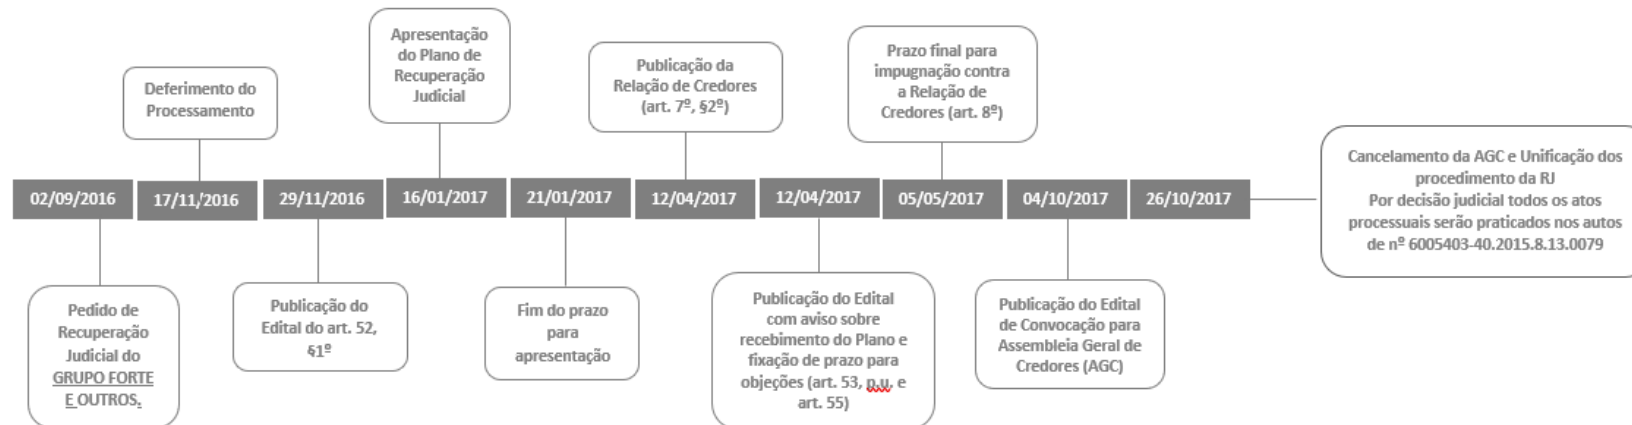 Apresentação
do Plano de
Recuperação
Judicial
Deferimento do
Processamento
Publicação da
Relação de Credores
(art. 7º, §2º)
Prazo final para
impugnação contra
a Relação de
Credores (art. 8º)
02/09/2016
17/11/2016
29/11/2016
16/01/2017
21/01/2017
12/04/2017
12/04/2017
05/05/2017
04/10/2017
26/10/2017
Cancelamento da AGC e Unificação dos
procedimento da RJ
Por decisão judicial todos os atos
processuais serão praticados nos autos
de nº 6005403-40.2015.8.13.0079
Pedido de
Recuperação
Judicial do
GRUPO FORTE
E OUTROS.
Publicação do
Edital do art. 52,
§1º
Fim do prazo
para
apresentação
Publicação do Edital
com aviso sobre
recebimento do Plano e
fixação de prazo para
objeções (art. 53, p.u. e
art. 55)
Publicação do Edital
de Convocação para
Assembleia Geral de
Credores (AGC)